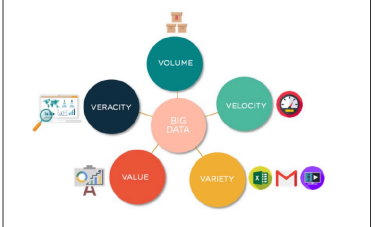 VOLUME
VERACITY
VELOCITY
BIG
DATA
VALUE
VARIETY